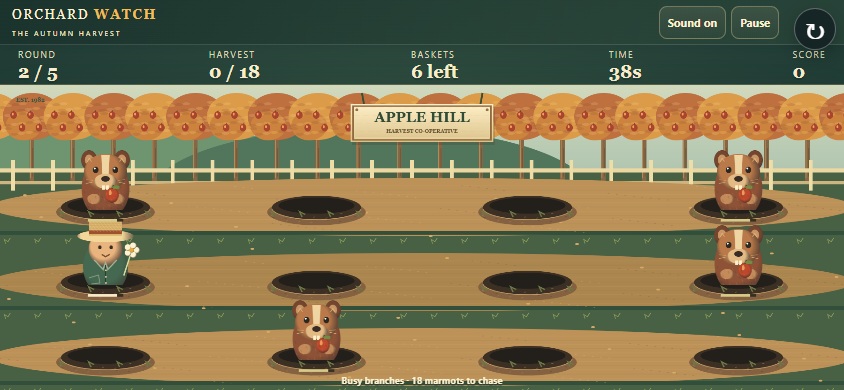 ORCHARD WATCH
THE AUTUMN HARVEST
Sound on
Pause
ROUND
2 / 5
HARVEST
0 / 18
BASKETS
6 left
TIME
38s
SCORE
0
EST. 1982
APPLE HILL
HARVEST CO-OPERATIVE
Busy branches - 18 marmots to chase